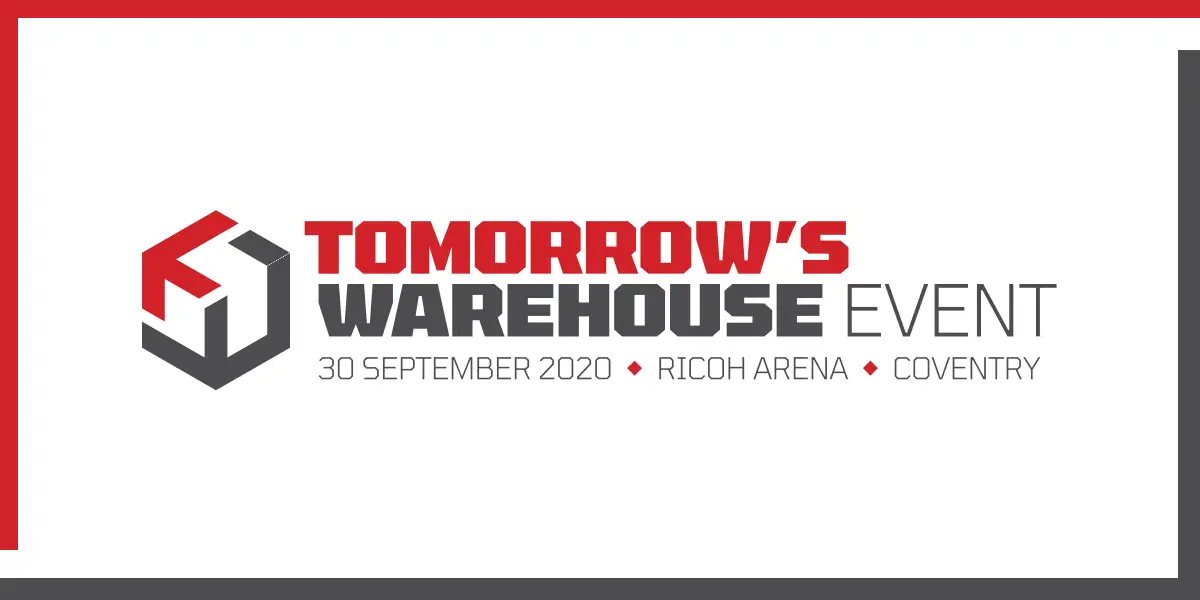 TOMORROW'S
WAREHOUSE EVENT
30 SEPTEMBER 2020 ◆ RICOH ARENA ◆ COVENTRY